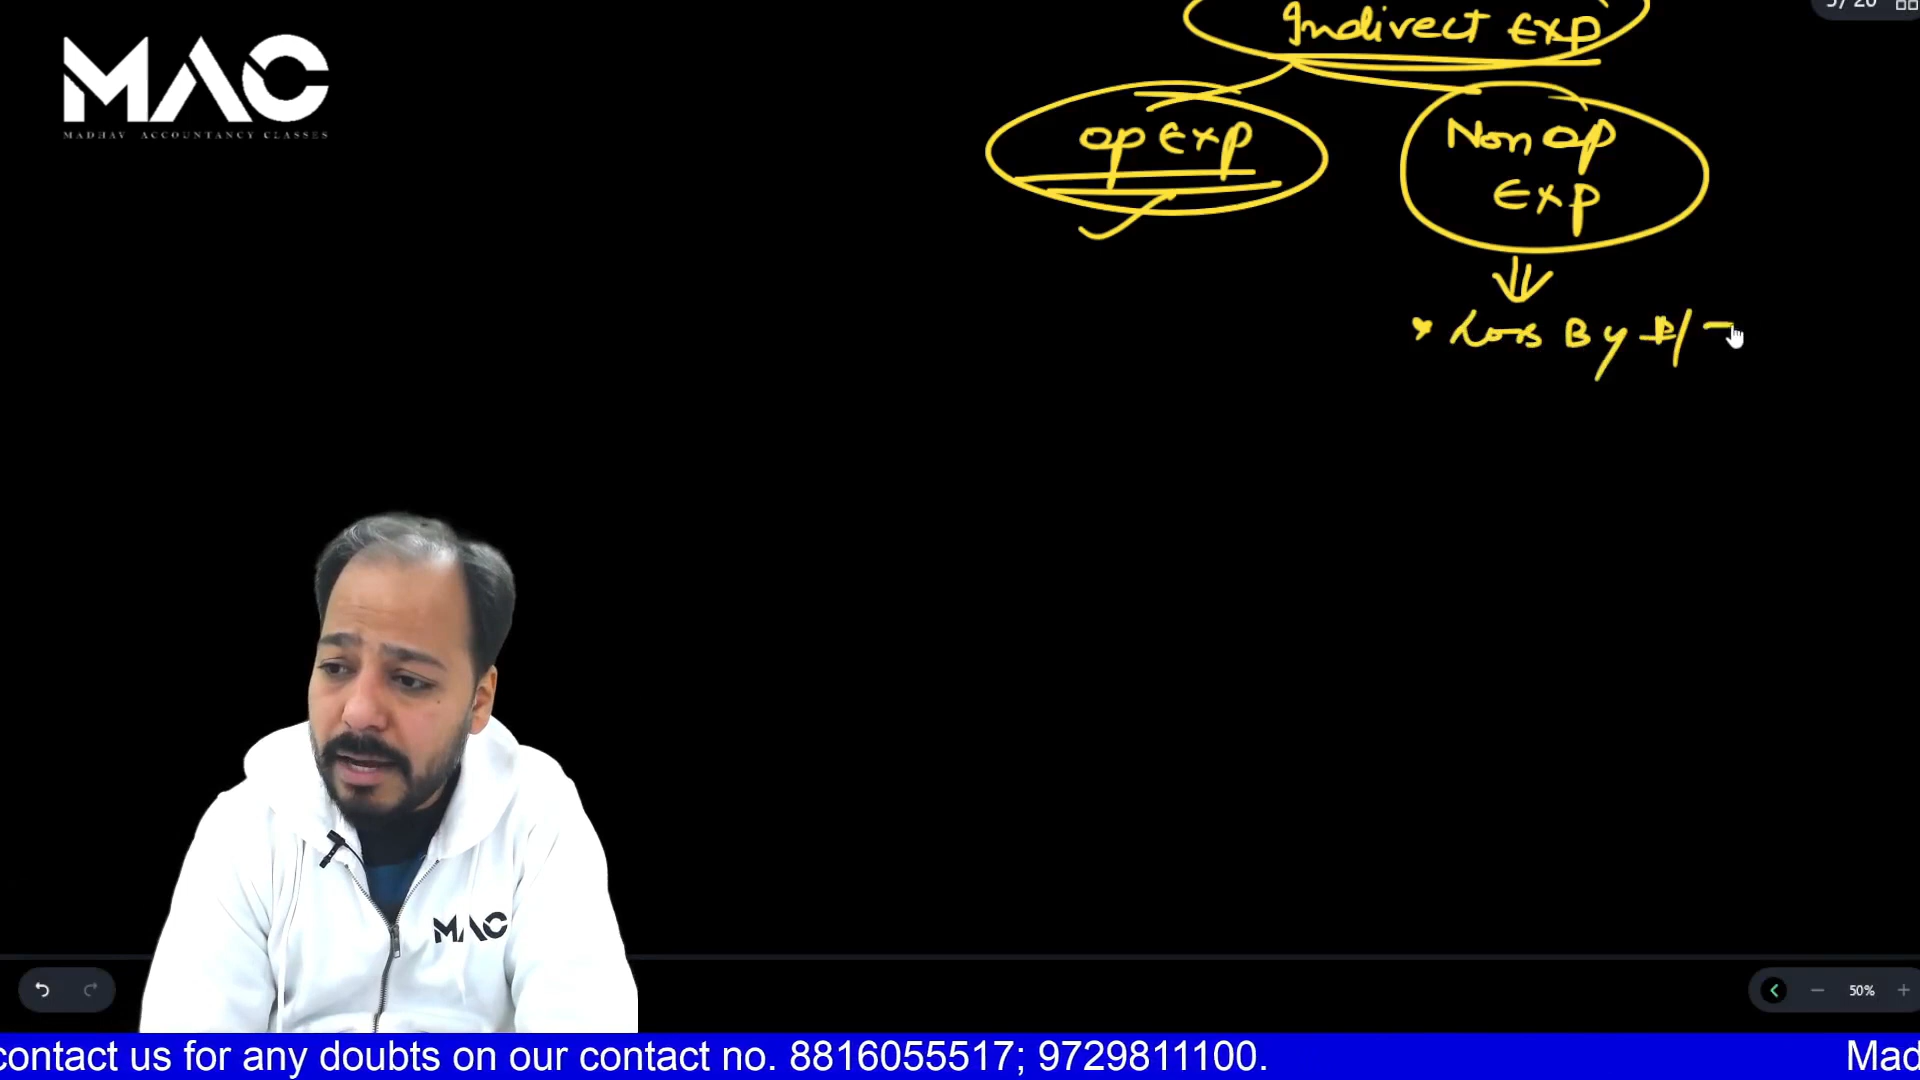 MAC
MADHAV ACCOUNTANCY CLASSES
Indirect Exp
Op Exp
Non Op
Exp
* Loss By
MAC
50%
contact us for any doubts on our contact no. 8816055517; 9729811100.
Mad